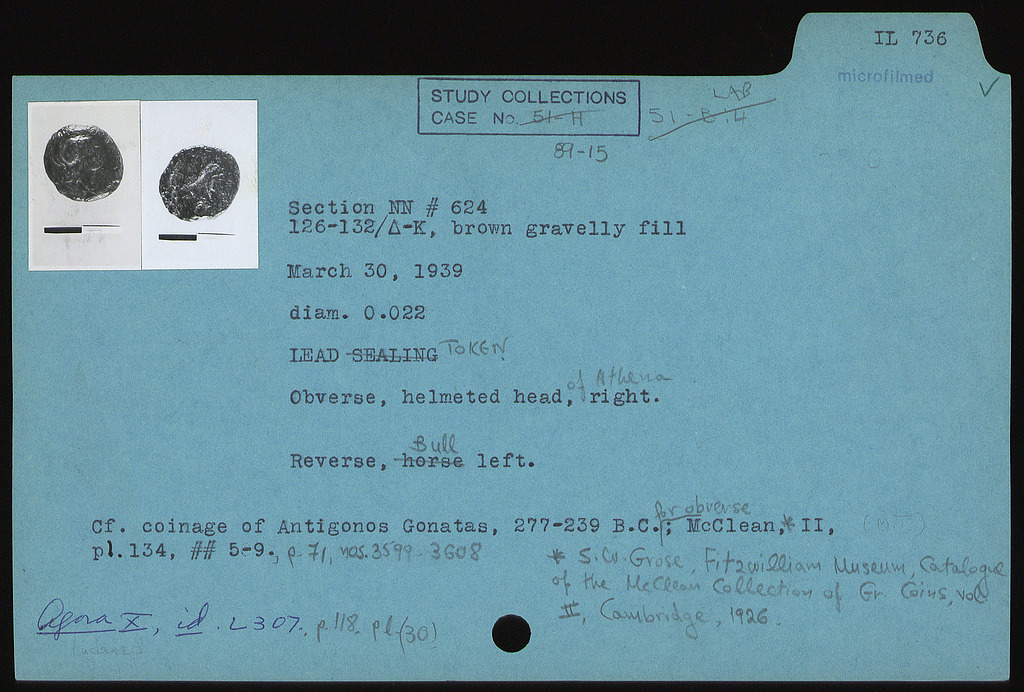 IL 736
microfilmed
STUDY COLLECTIONS
CASE No. 51-H
LAB
51-B.4
89-15
Section NN # 624
126-132/Δ-K, brown gravelly fill
March 30, 1939
diam. 0.022
LEAD SEALING TOKEN
of Athena
Obverse, helmeted head, right.
Bull
Reverse, horse left.
for obverse
Cf. coinage of Antigonos Gonatas, 277-239 B.C.; McClean,* II,
pl.134, ## 5-9., p. 71, nos. 3599-3608
* S.W. Grose, Fitzwilliam Museum, Catalogue
of the McClean Collection of Gr. Coins, vol.
II, Cambridge, 1926.
Agora X, id. L 307., p. 118. pl. (30)